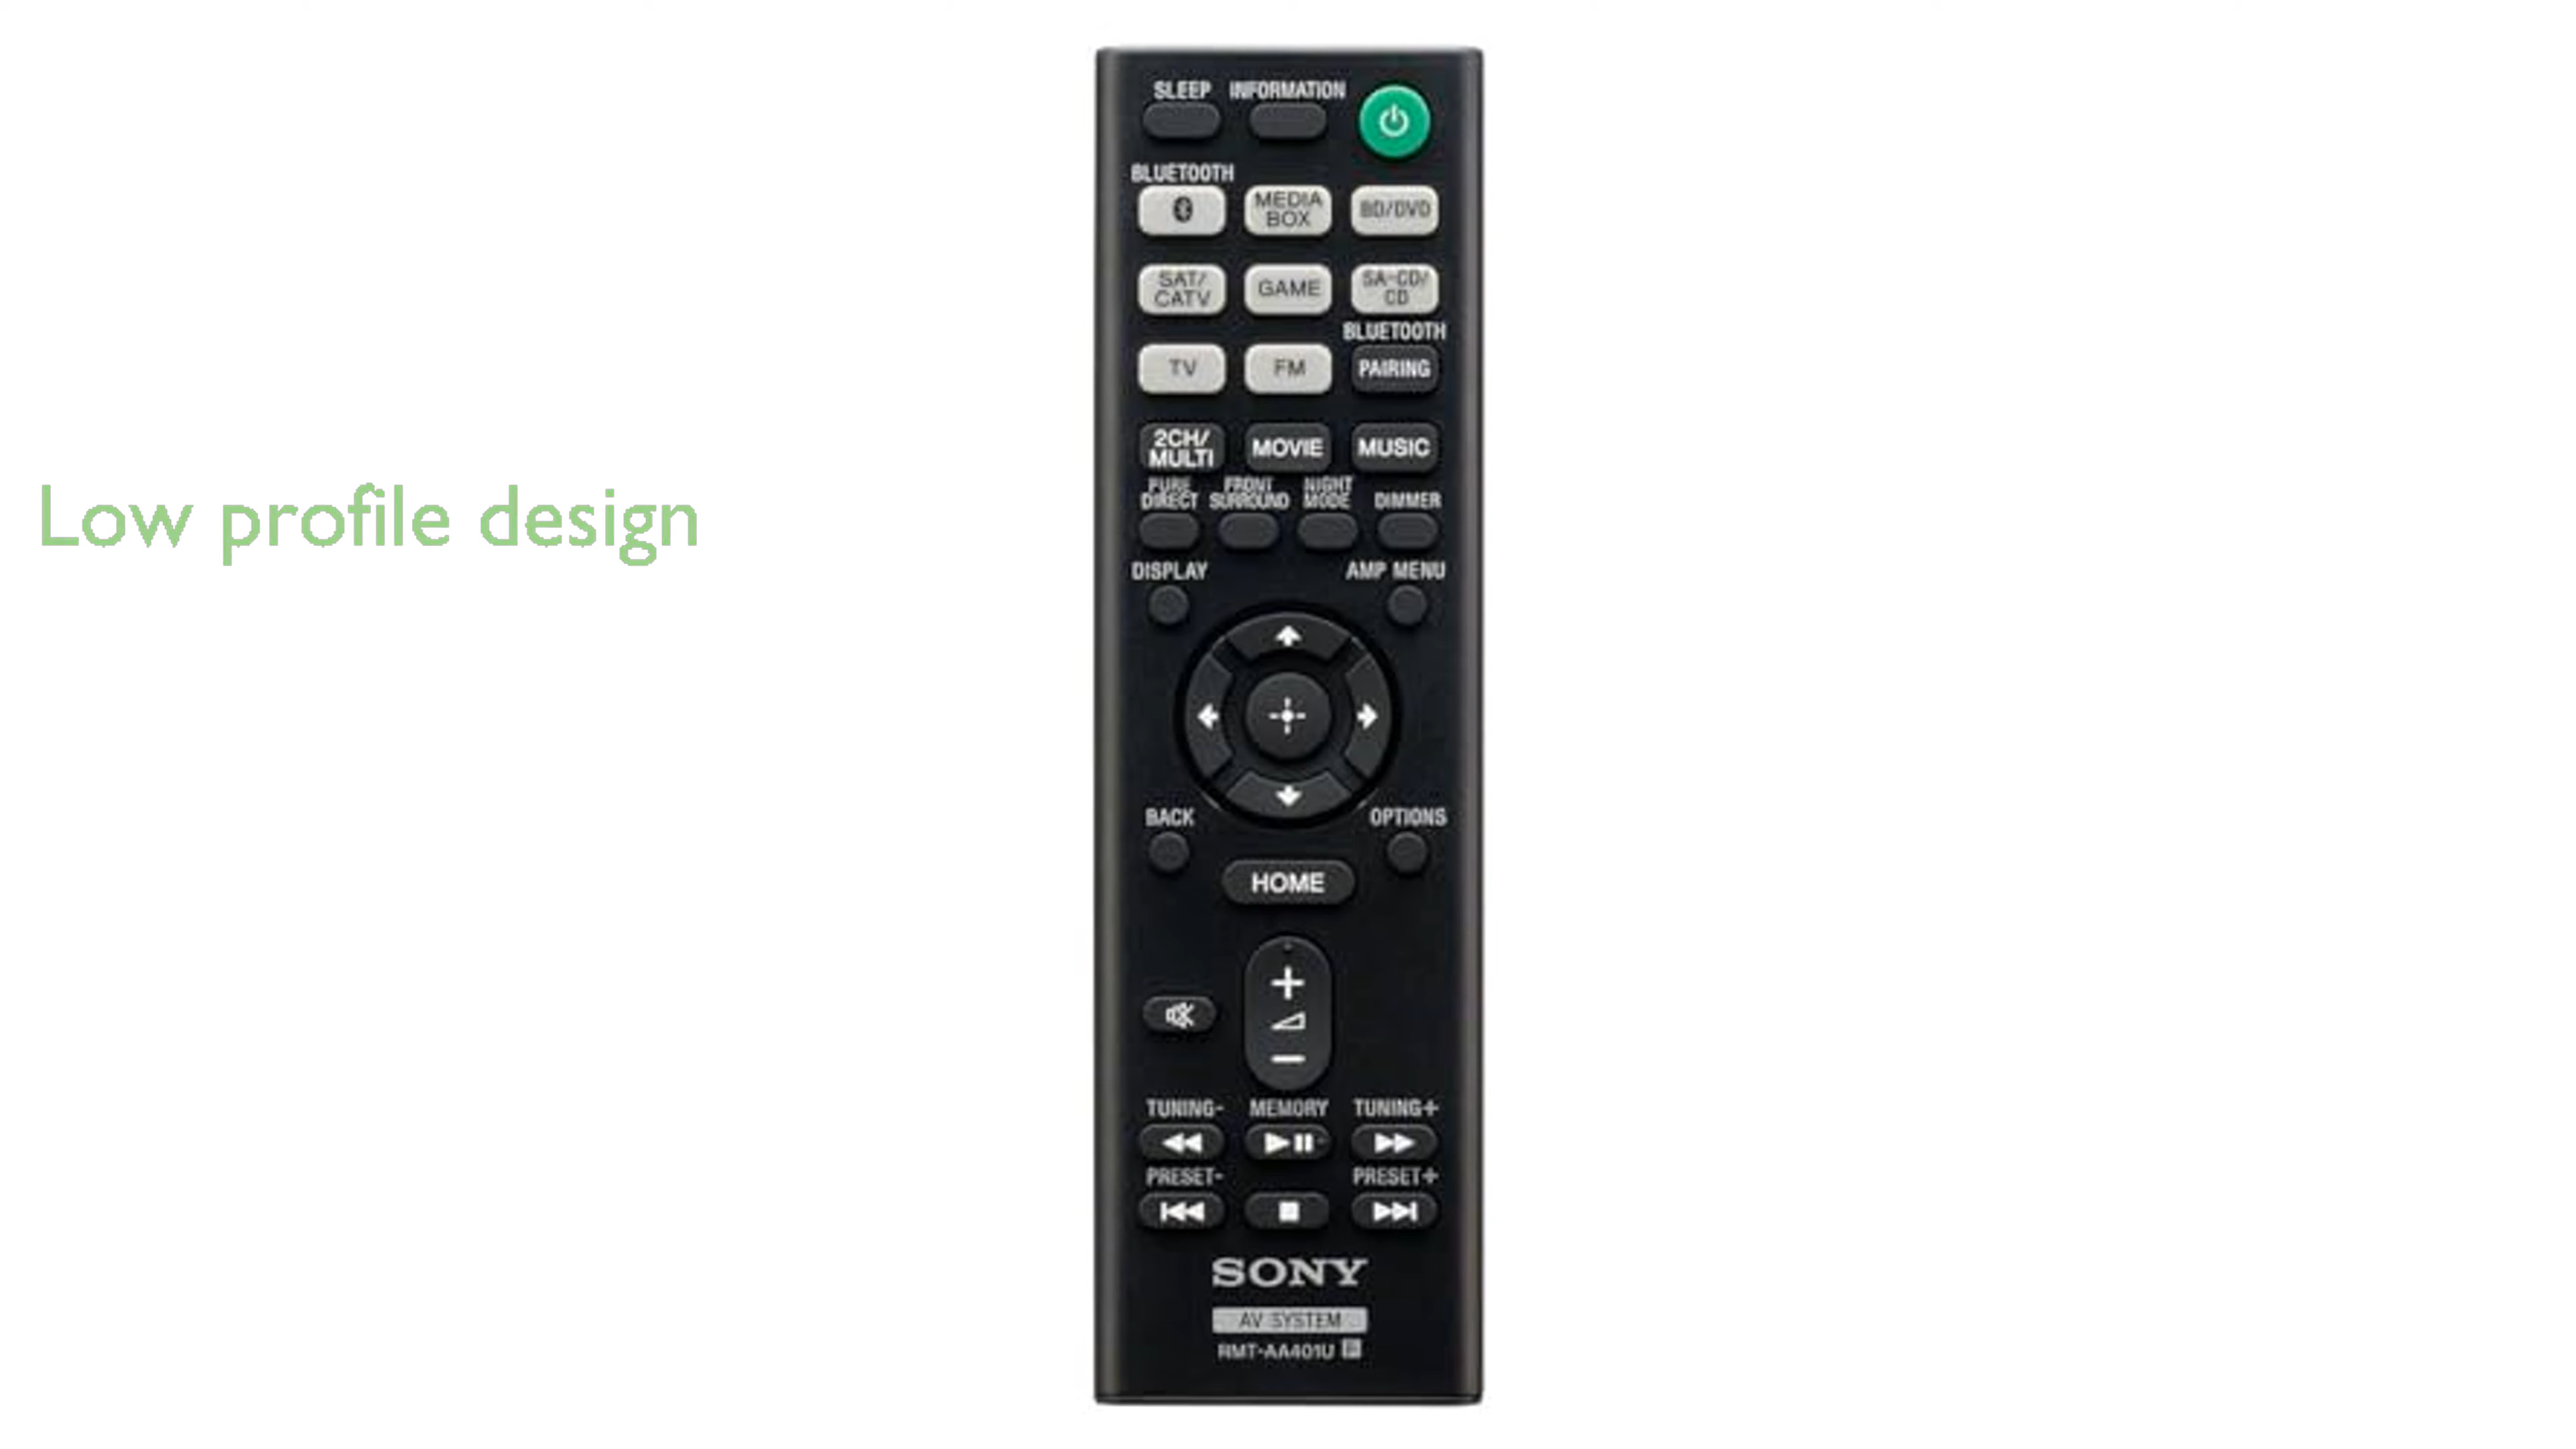 Low profile design
SLEEP INFORMATION
BLUETOOTH
MEDIA
BOX
BD/DVD
SAT/
CATV
GAME
SA-CD/
CD
BLUETOOTH
TV
FM
PAIRING
2CH/
MULTI
MOVIE
MUSIC
PURE
DIRECT
FRONT
SURROUND
NIGHT
MODE
DIMMER
DISPLAY
AMP MENU
BACK
OPTIONS
HOME
TUNING- MEMORY TUNING+
PRESET- PRESET+
SONY
AV SYSTEM
RMT-AA401U